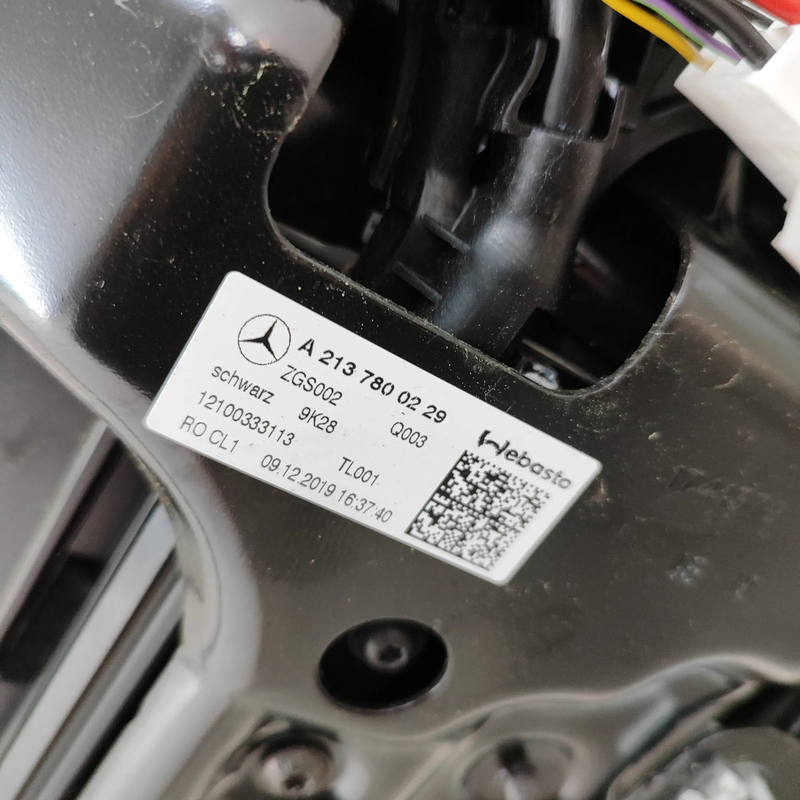 A 213 780 02 29
ZGS002 Q003
schwarz 9K28
12100333113 TL001
RO CL1 09.12.2019 16:37:40
Webasto